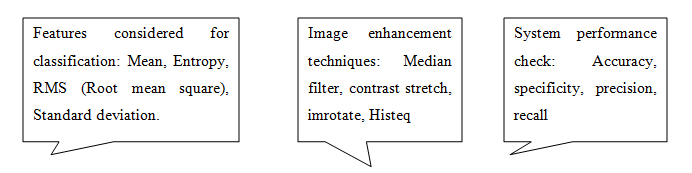 Features considered for
classification: Mean, Entropy,
RMS (Root mean square),
Standard deviation.
Image enhancement
techniques: Median
filter, contrast stretch,
imrotate, Histeq
System performance
check: Accuracy,
specificity, precision,
recall